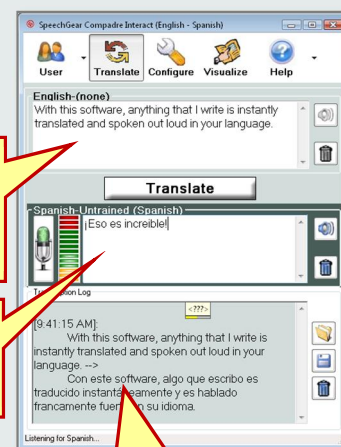 SpeechGear Compadre Interact (English - Spanish)
User Translate Configure Visualize Help
English-(none)
With this software, anything that I write is instantly
translated and spoken out loud in your language.
Translate
Spanish-Untrained (Spanish)
¡Eso es increible!
Log
<???>
[9:41:15 AM]:
With this software, anything that I write is
instantly translated and spoken out loud in your
language. -->
Con este software, algo que escribo es
traducido y es hablado
francamente su idioma.
Listening for Spanish...